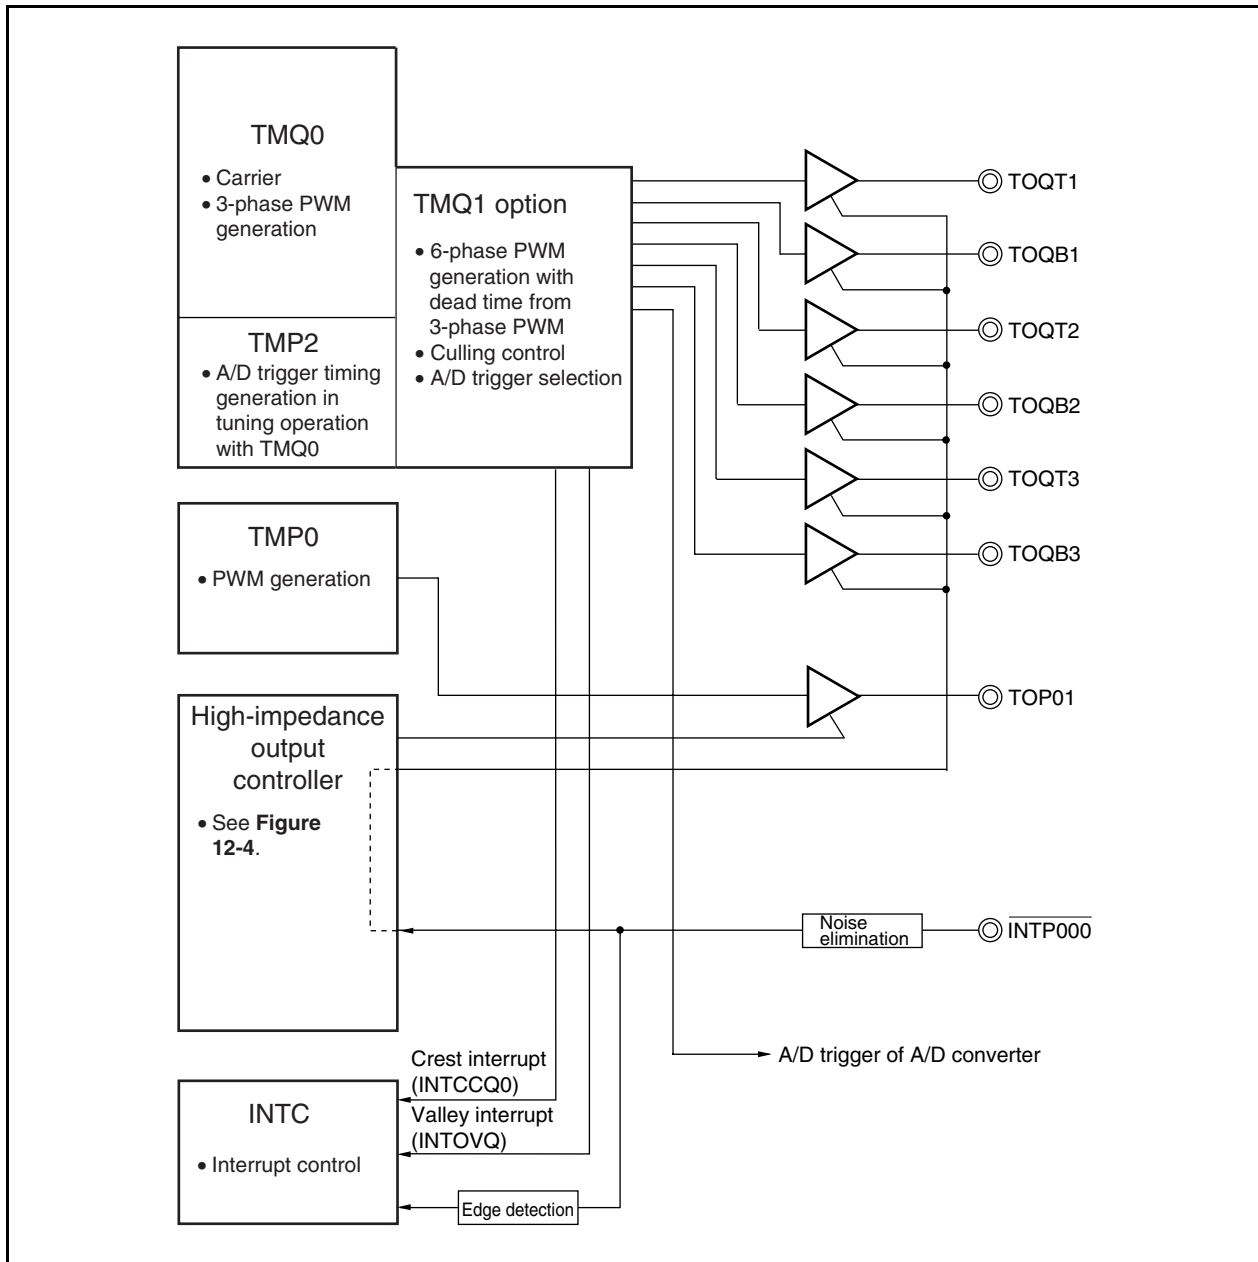 TMQ0
• Carrier
• 3-phase PWM
generation
TMP2
• A/D trigger timing
generation in
tuning operation
with TMQ0
TMQ1 option
• 6-phase PWM
generation with
dead time from
3-phase PWM
• Culling control
• A/D trigger selection
TOQT1
TOQB1
TOQT2
TOQB2
TOQT3
TOQB3
TMP0
• PWM generation
TOP01
High-impedance
output
controller
• See Figure
12-4.
Noise
elimination
INTP000
A/D trigger of A/D converter
Crest interrupt
(INTCCQ0)
Valley interrupt
(INTOVQ)
INTC
• Interrupt control
Edge detection